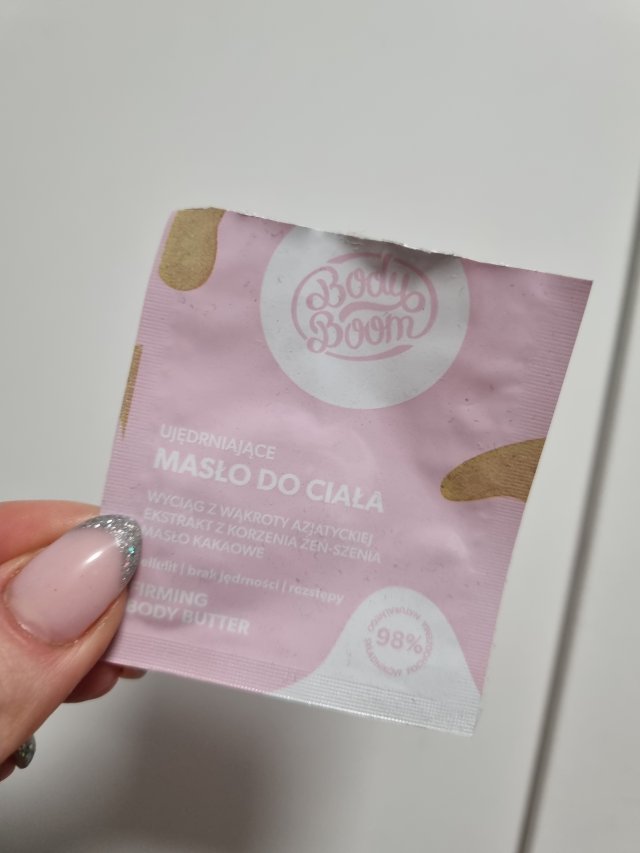 Body
Boom
UJĘDRNIAJĄCE
MASŁO DO CIAŁA
WYCIĄG Z WĄKROTY AZJATYCKIEJ
EKSTRAKT Z KORZENIA ŻEŃ-SZENIA
MASŁO KAKAOWE
ellulit | brak jędrności | rozstępy
FIRMING
BODY BUTTER
98%